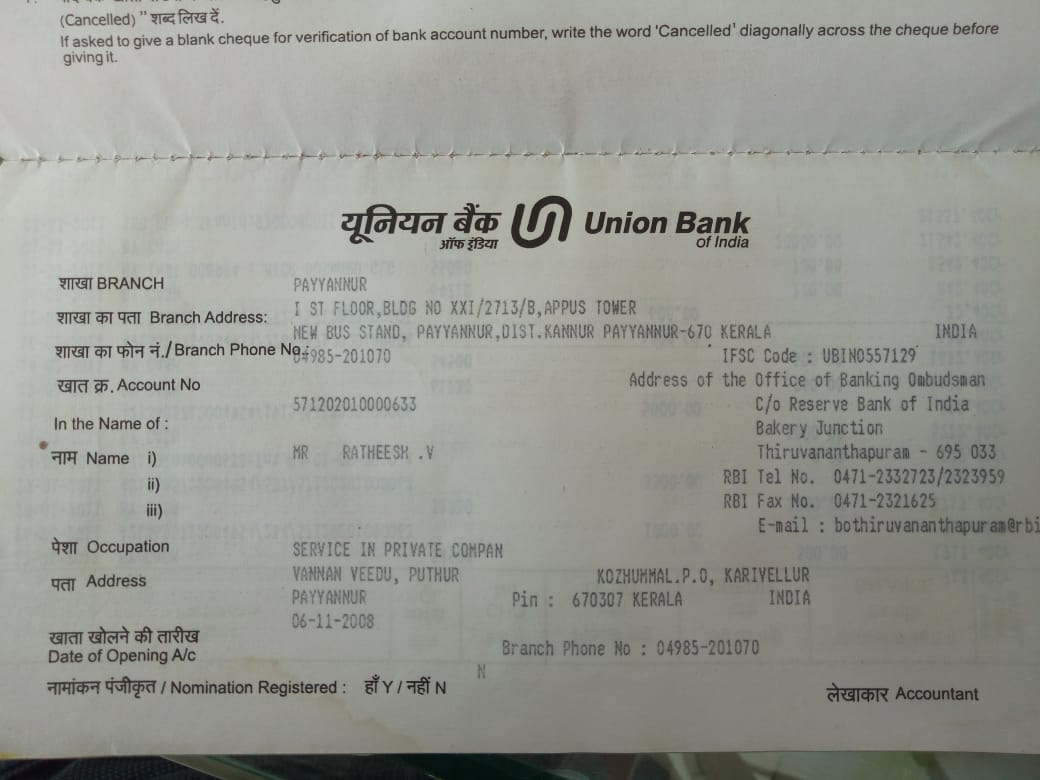 (Cancelled) " शब्द लिख दें.
If asked to give a blank cheque for verification of bank account number, write the word 'Cancelled' diagonally across the cheque before
giving it.
यूनियन बैंक Union Bank
ऑफ इंडिया of India
शाखा BRANCH PAYYANNUR
शाखा का पता Branch Address: I ST FLOOR,BLDG NO XXI/2713/B,APPUS TOWER
NEW BUS STAND, PAYYANNUR,DIST.KANNUR PAYYANNUR-670 KERALA INDIA
शाखा का फोन नं./ Branch Phone No.: 04985-201070 IFSC Code : UBIN0557129
खात क्र. Account No Address of the Office of Banking Ombudsman
571202010000633 C/o Reserve Bank of India
In the Name of : Bakery Junction
नाम Name i) MR RATHEESH .V Thiruvananthapuram - 695 033
ii) RBI Tel No. 0471-2332723/2323959
iii) RBI Fax No. 0471-2321625
E-mail : bothiruvananthapuram@rbi
पेशा Occupation SERVICE IN PRIVATE COMPAN
पता Address VANNAN VEEDU, PUTHUR KOZHUMMAL.P.O, KARIVELLUR
PAYYANNUR Pin : 670307 KERALA INDIA
06-11-2008
खाता खोलने की तारीख
Date of Opening A/c Branch Phone No : 04985-201070
N
नामांकन पंजीकृत / Nomination Registered : हाँ Y / नहीं N लेखाकार Accountant